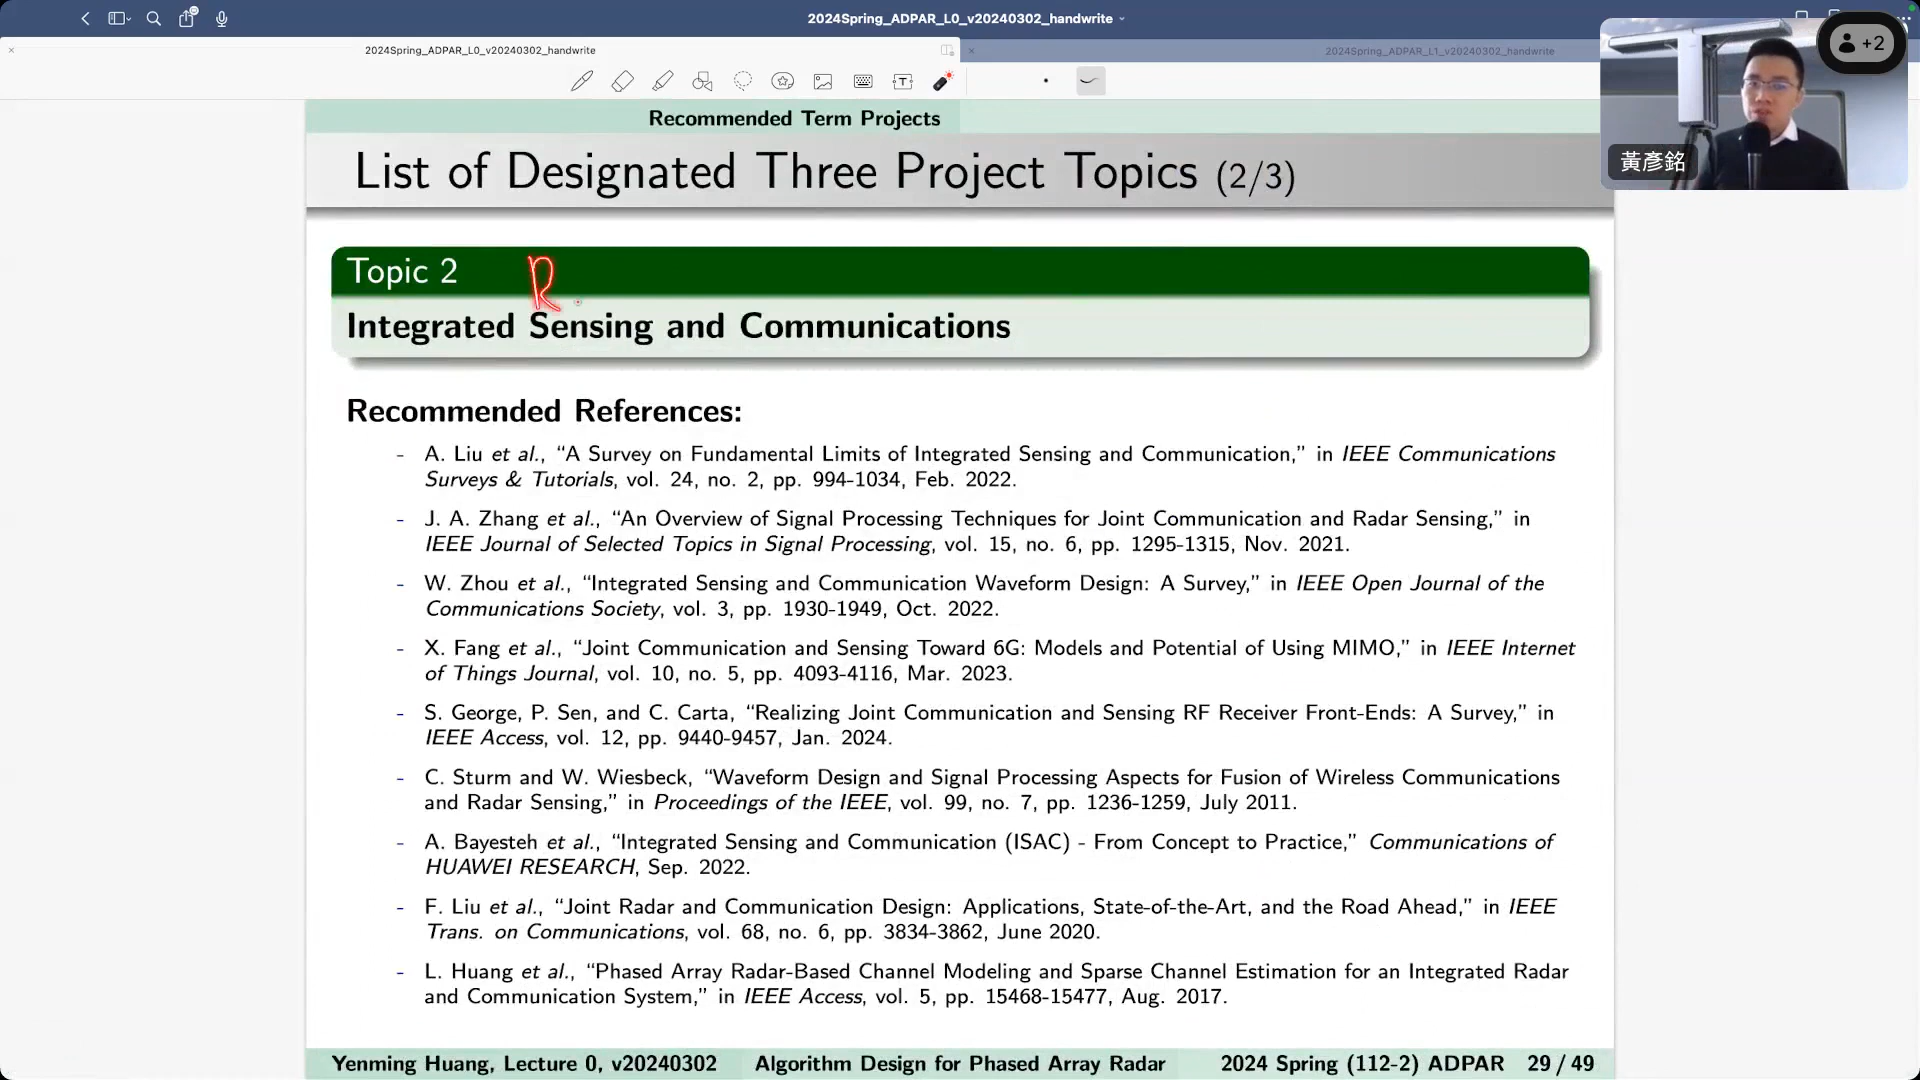 2024Spring_ADPAR_L0_v20240302_handwrite
2024Spring_ADPAR_L0_v20240302_handwrite
2024Spring_ADPAR_L1_v20240302_handwrite
+2
黃彥銘
Recommended Term Projects
List of Designated Three Project Topics (2/3)
Topic 2
R
Integrated Sensing and Communications
Recommended References:
- A. Liu et al., “A Survey on Fundamental Limits of Integrated Sensing and Communication,” in IEEE Communications
Surveys & Tutorials, vol. 24, no. 2, pp. 994-1034, Feb. 2022.
- J. A. Zhang et al., “An Overview of Signal Processing Techniques for Joint Communication and Radar Sensing,” in
IEEE Journal of Selected Topics in Signal Processing, vol. 15, no. 6, pp. 1295-1315, Nov. 2021.
- W. Zhou et al., “Integrated Sensing and Communication Waveform Design: A Survey,” in IEEE Open Journal of the
Communications Society, vol. 3, pp. 1930-1949, Oct. 2022.
- X. Fang et al., “Joint Communication and Sensing Toward 6G: Models and Potential of Using MIMO,” in IEEE Internet
of Things Journal, vol. 10, no. 5, pp. 4093-4116, Mar. 2023.
- S. George, P. Sen, and C. Carta, “Realizing Joint Communication and Sensing RF Receiver Front-Ends: A Survey,” in
IEEE Access, vol. 12, pp. 9440-9457, Jan. 2024.
- C. Sturm and W. Wiesbeck, “Waveform Design and Signal Processing Aspects for Fusion of Wireless Communications
and Radar Sensing,” in Proceedings of the IEEE, vol. 99, no. 7, pp. 1236-1259, July 2011.
- A. Bayesteh et al., “Integrated Sensing and Communication (ISAC) - From Concept to Practice,” Communications of
HUAWEI RESEARCH, Sep. 2022.
- F. Liu et al., “Joint Radar and Communication Design: Applications, State-of-the-Art, and the Road Ahead,” in IEEE
Trans. on Communications, vol. 68, no. 6, pp. 3834-3862, June 2020.
- L. Huang et al., “Phased Array Radar-Based Channel Modeling and Sparse Channel Estimation for an Integrated Radar
and Communication System,” in IEEE Access, vol. 5, pp. 15468-15477, Aug. 2017.
Yenming Huang, Lecture 0, v20240302 Algorithm Design for Phased Array Radar 2024 Spring (112-2) ADPAR 29 / 49